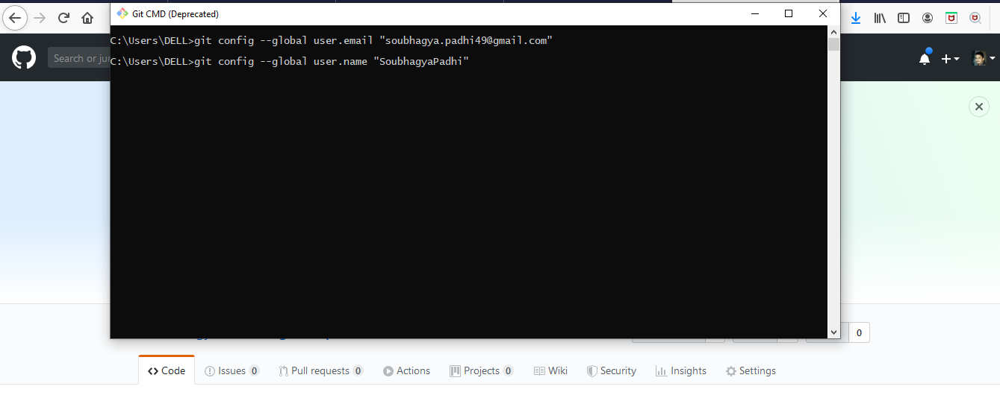 Git CMD (Deprecated)
C:\Users\DELL>git config --global user.email "soubhagya.padhi49@gmail.com"
C:\Users\DELL>git config --global user.name "SoubhagyaPadhi"
Search or
0
Code
Issues 0
Pull requests 0
Actions
Projects 0
Wiki
Security
Insights
Settings